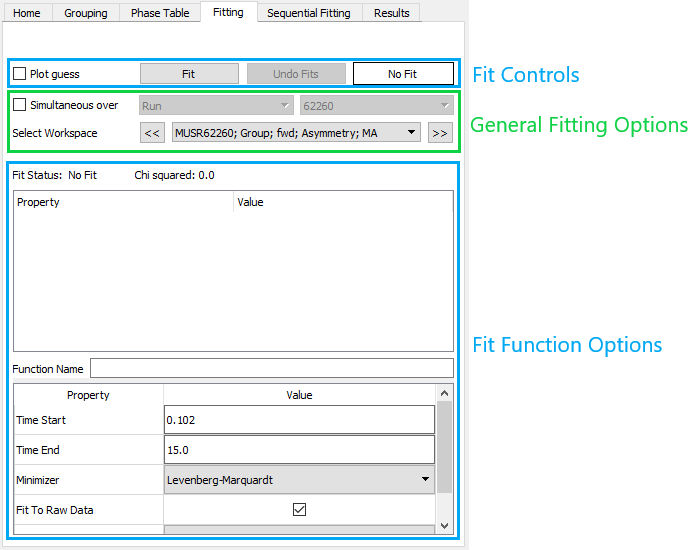 Home Grouping Phase Table Fitting Sequential Fitting Results
Plot guess Fit Undo Fits No Fit
Fit Controls
Simultaneous over Run 62260
General Fitting Options
Select Workspace << MUSR62260; Group; fwd; Asymmetry; MA >>
Fit Status: No Fit Chi squared: 0.0
Property Value
Fit Function Options
Function Name
Property Value
Time Start 0.102
Time End 15.0
Minimizer Levenberg-Marquardt
Fit To Raw Data